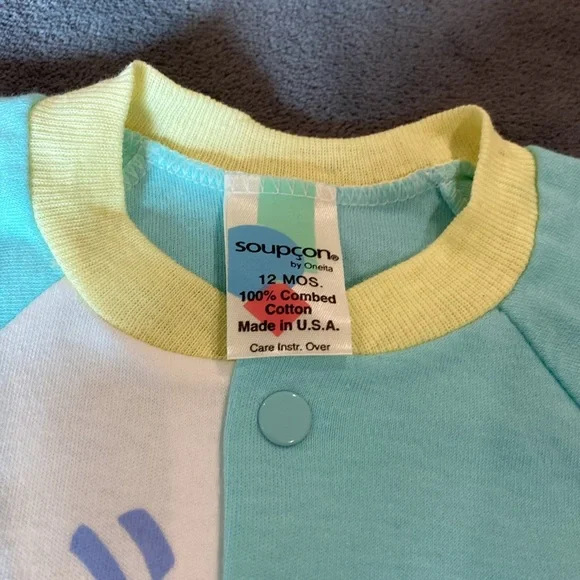 soupçon®
by Oneita
12 MOS.
100% Combed
Cotton
Made in U.S.A.
Care Instr. Over